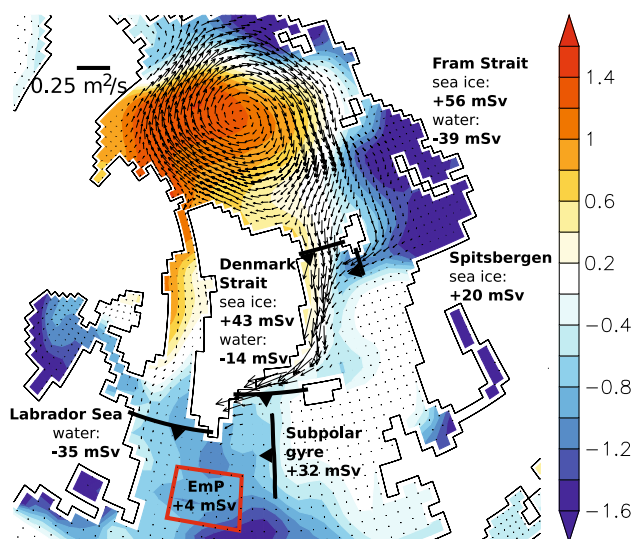 0.25 m²/s
Fram Strait
sea ice:
+56 mSv
water:
-39 mSv
Denmark
Strait
sea ice:
+43 mSv
water:
-14 mSv
Spitsbergen
sea ice:
+20 mSv
Labrador Sea
water:
-35 mSv
Subpolar
gyre
+32 mSv
EmP
+4 mSv
1.4
1
0.6
0.2
−0.4
−0.8
−1.2
−1.6